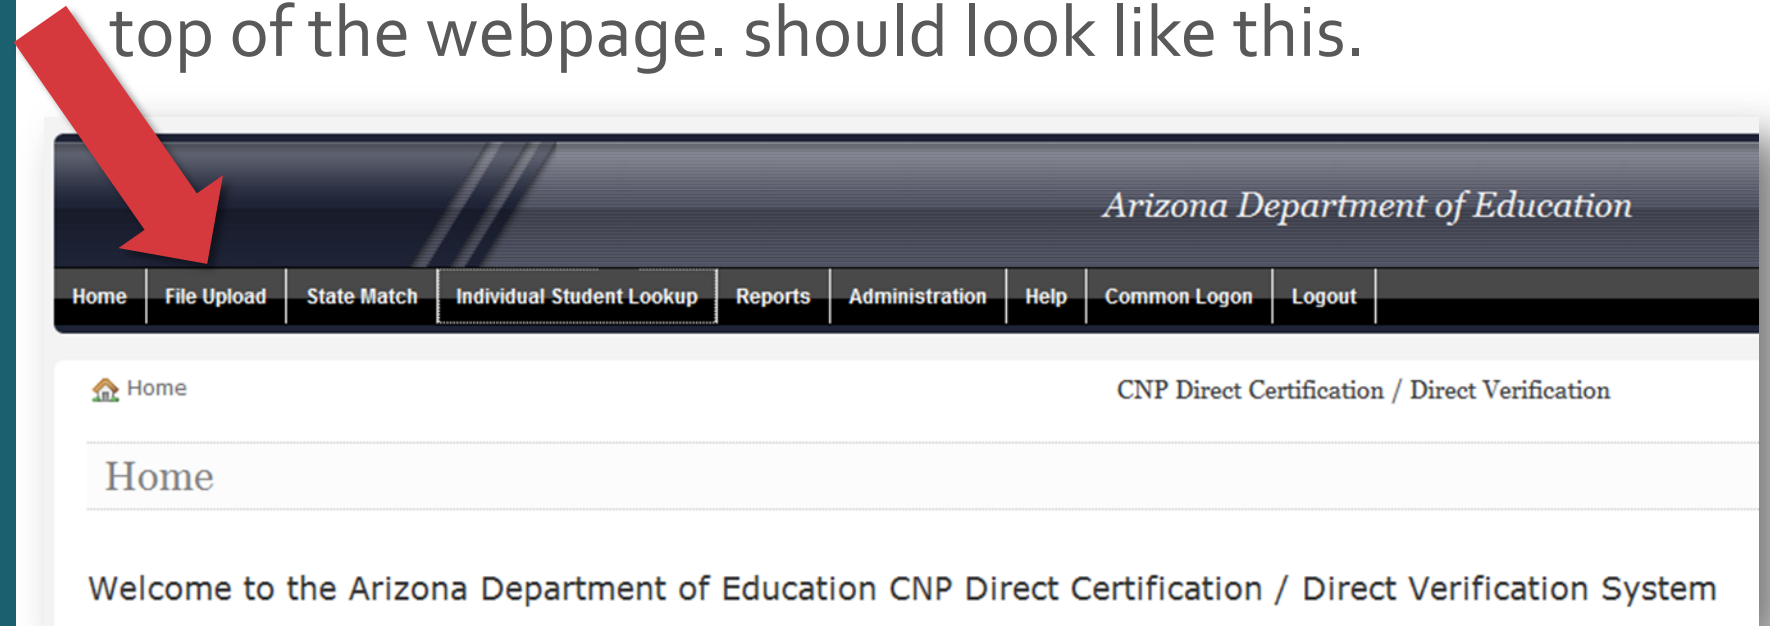 top of the webpage. should look like this.
Arizona Department of Education
Home File Upload State Match Individual Student Lookup Reports Administration Help Common Logon Logout
Home CNP Direct Certification / Direct Verification
Home
Welcome to the Arizona Department of Education CNP Direct Certification / Direct Verification System